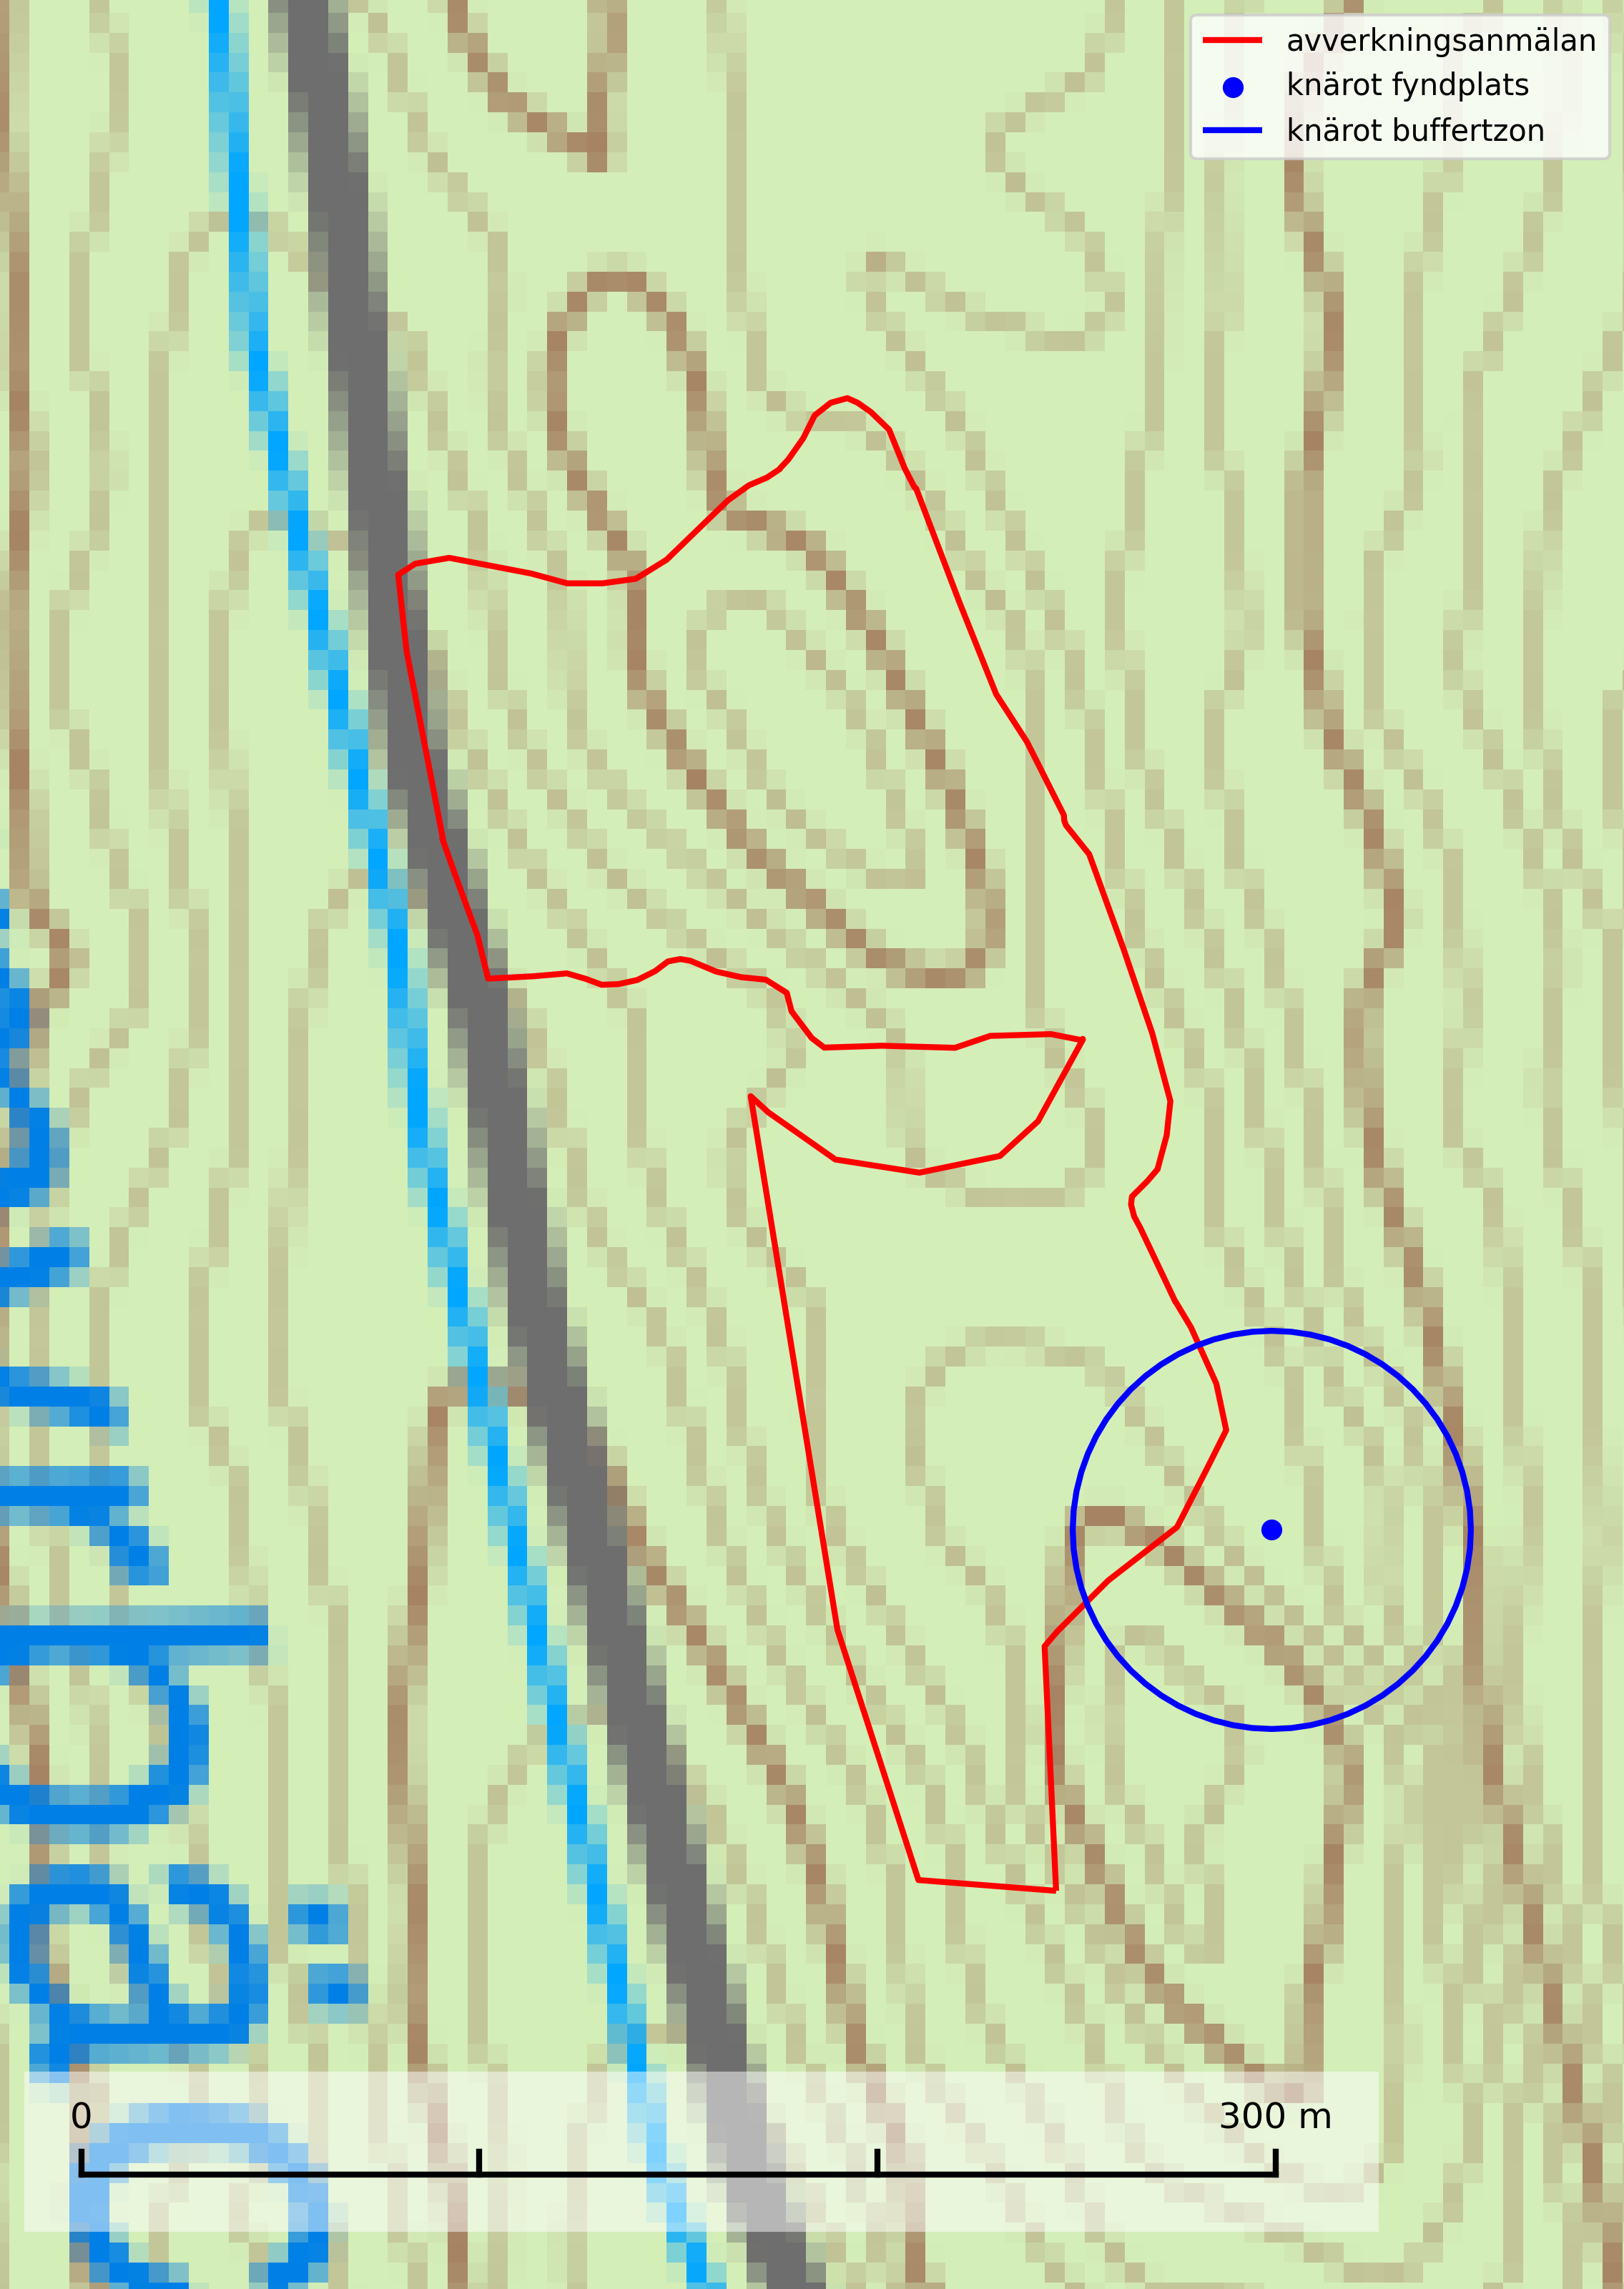 avverkningsanmälan
knärot fyndplats
knärot buffertzon
0
300 m